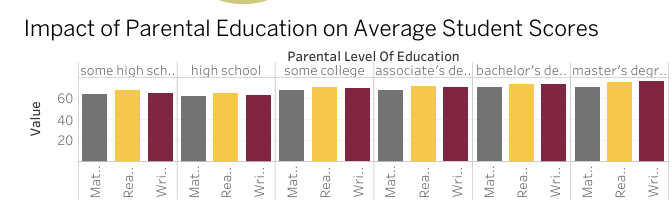 Impact of Parental Education on Average Student Scores
Parental Level Of Education
some high sch.. high school some college associate's de.. bachelor's de.. master's degr..
Value
60
40
20
Mat.. Rea.. Wri.. Mat.. Rea.. Wri.. Mat.. Rea.. Wri.. Mat.. Rea.. Wri.. Mat.. Rea.. Wri.. Mat.. Rea.. Wri..